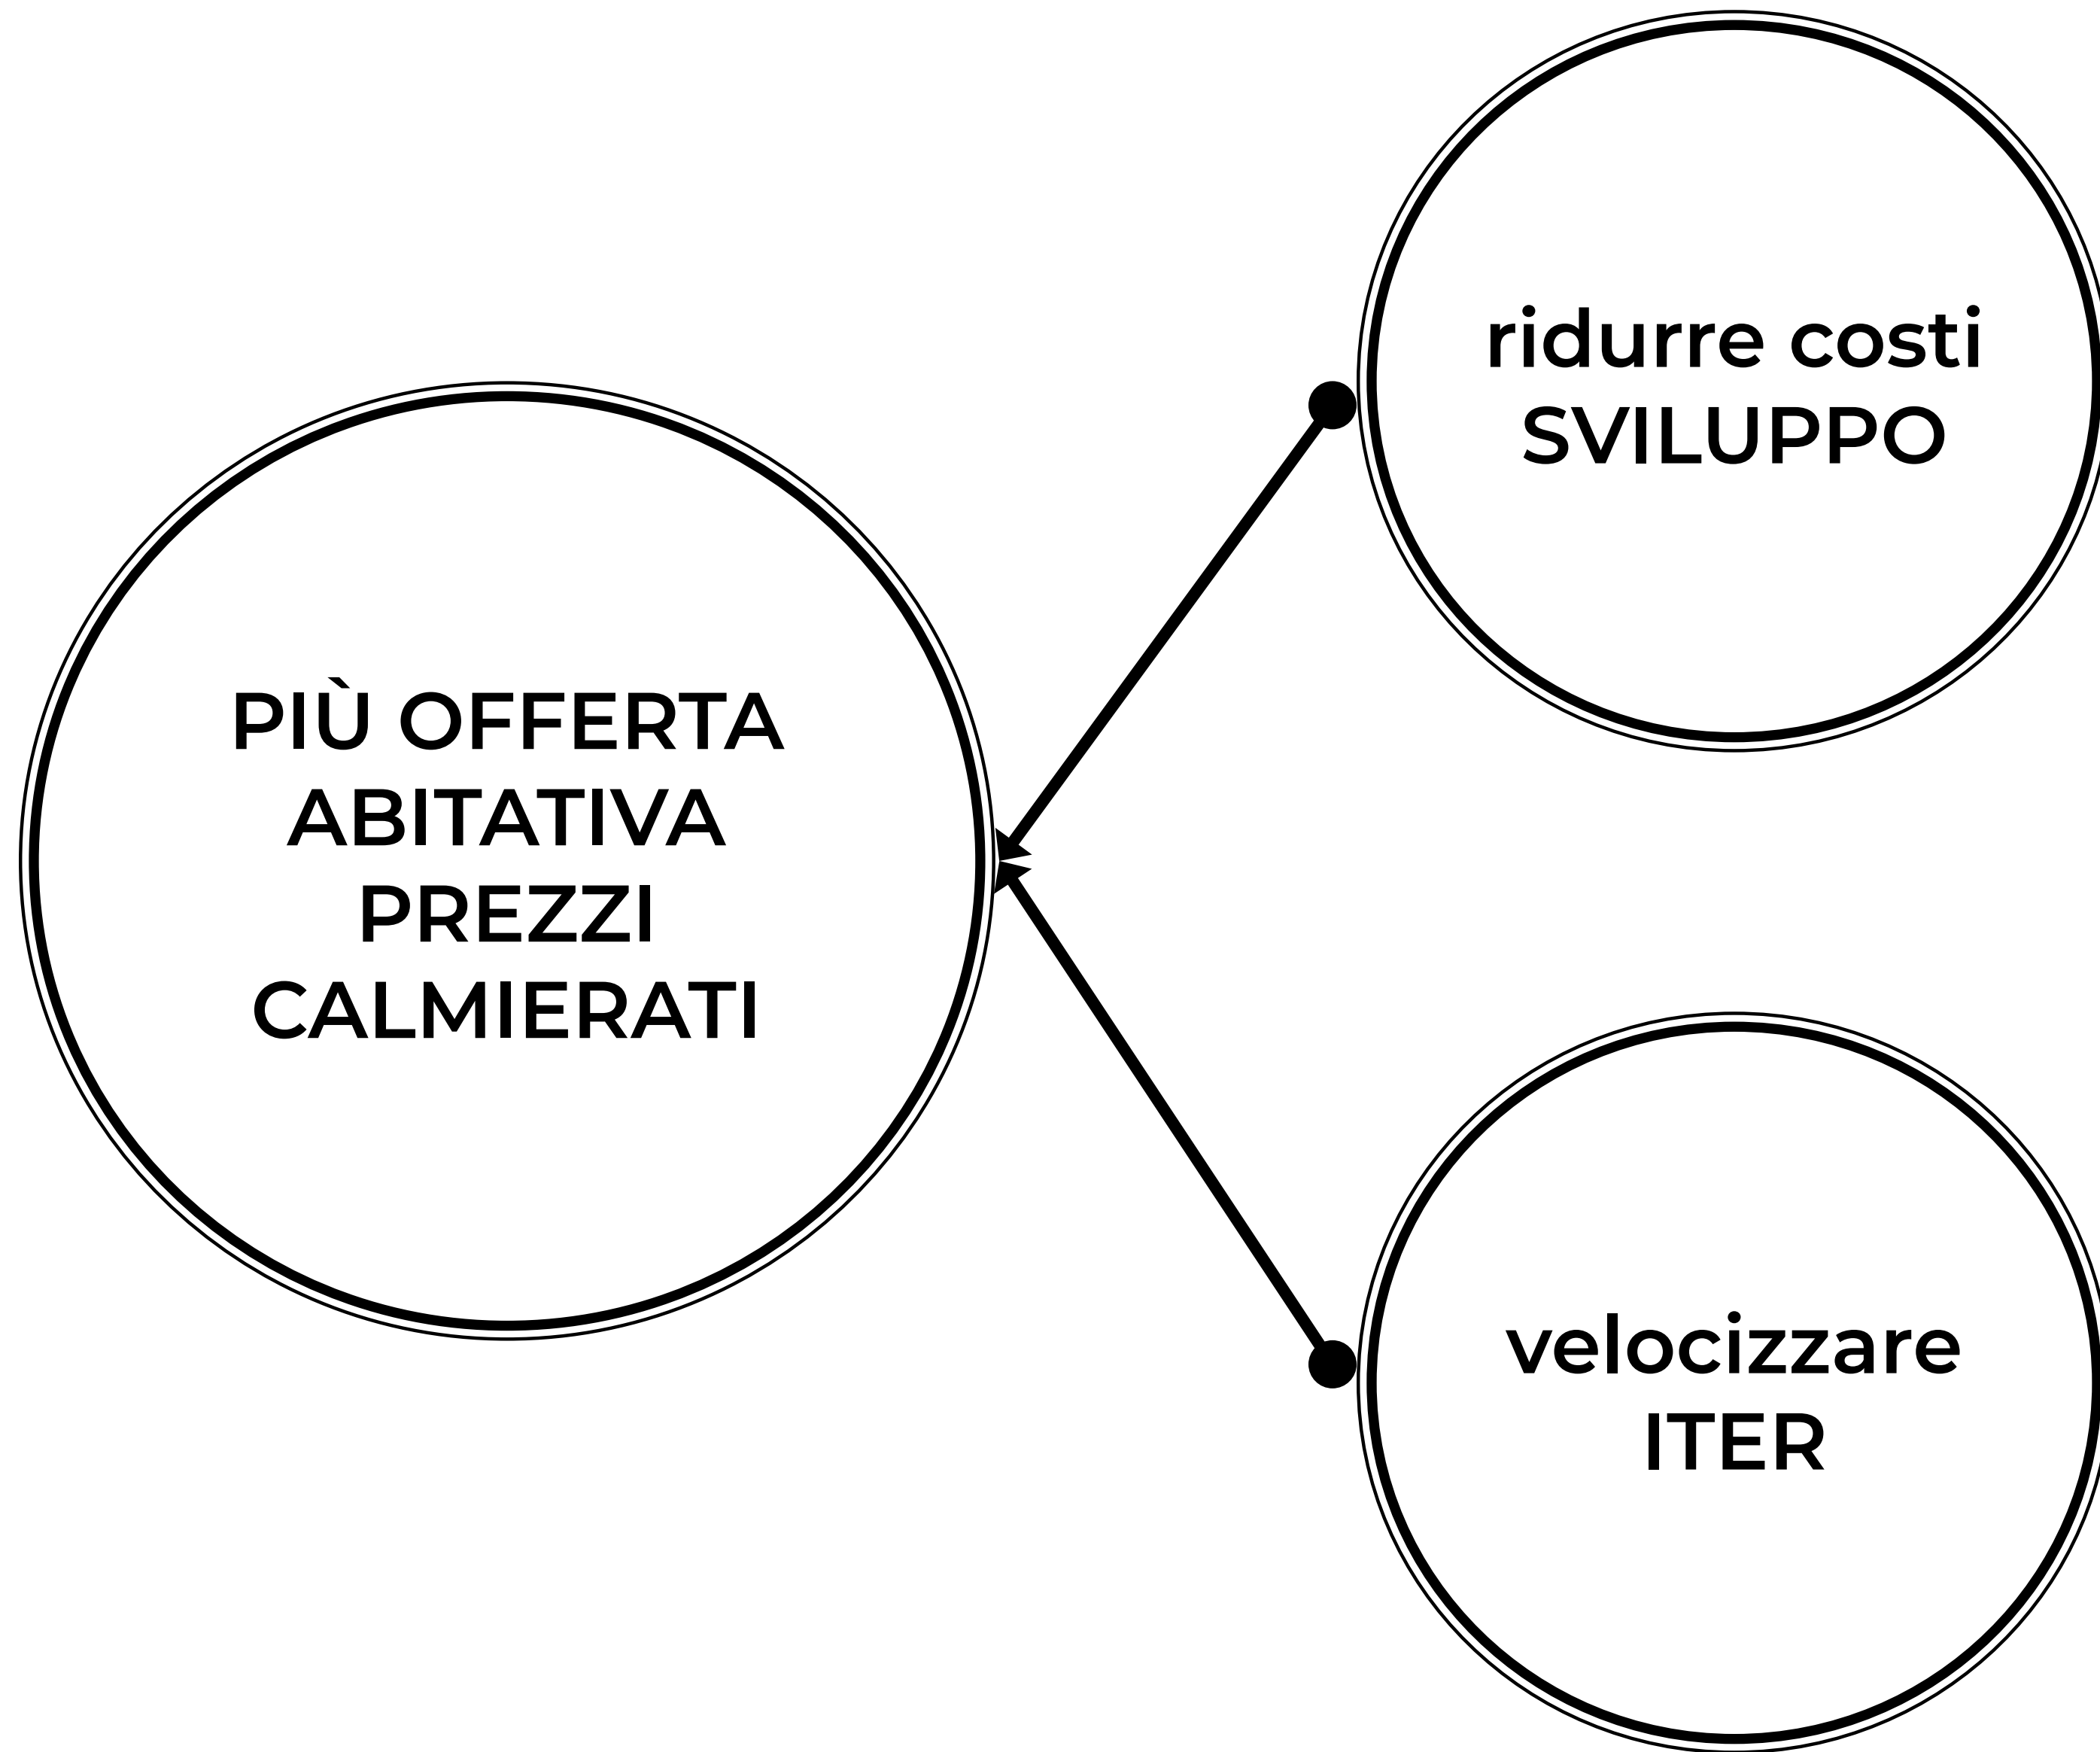 PIÙ OFFERTA
ABITATIVA
PREZZI
CALMIERATI
ridurre costi
SVILUPPO
velocizzare
ITER